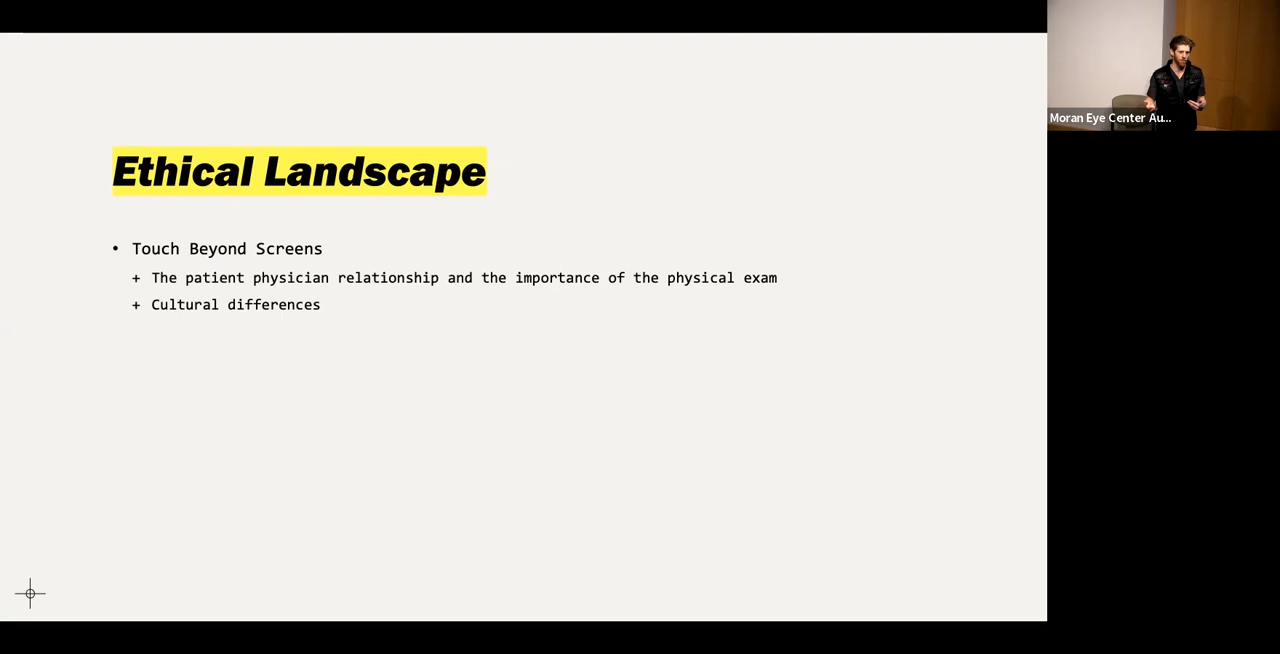 Ethical Landscape
• Touch Beyond Screens
+ The patient physician relationship and the importance of the physical exam
+ Cultural differences
Moran Eye Center Au...